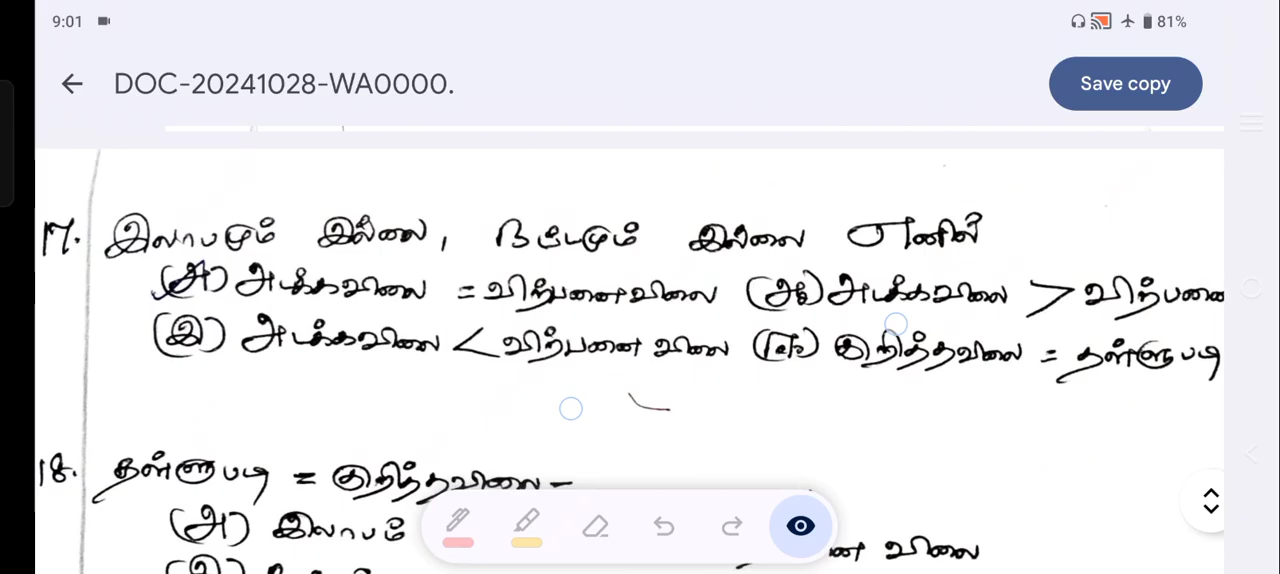 9:01
81%
DOC-20241028-WA0000.
Save copy
17. இலாபமும் இல்லை, நட்டமும் இல்லை எனில்
(அ) அடக்கவிலை = விற்பனைவிலை (ஆ) அடக்கவிலை > விற்பனை
(இ) அடக்கவிலை < விற்பனை விலை (ஈ) குறித்தவிலை = தள்ளுபடி
18. தள்ளுபடி = குறித்தவிலை –
(அ) இலாபம்
விலை
(இ)